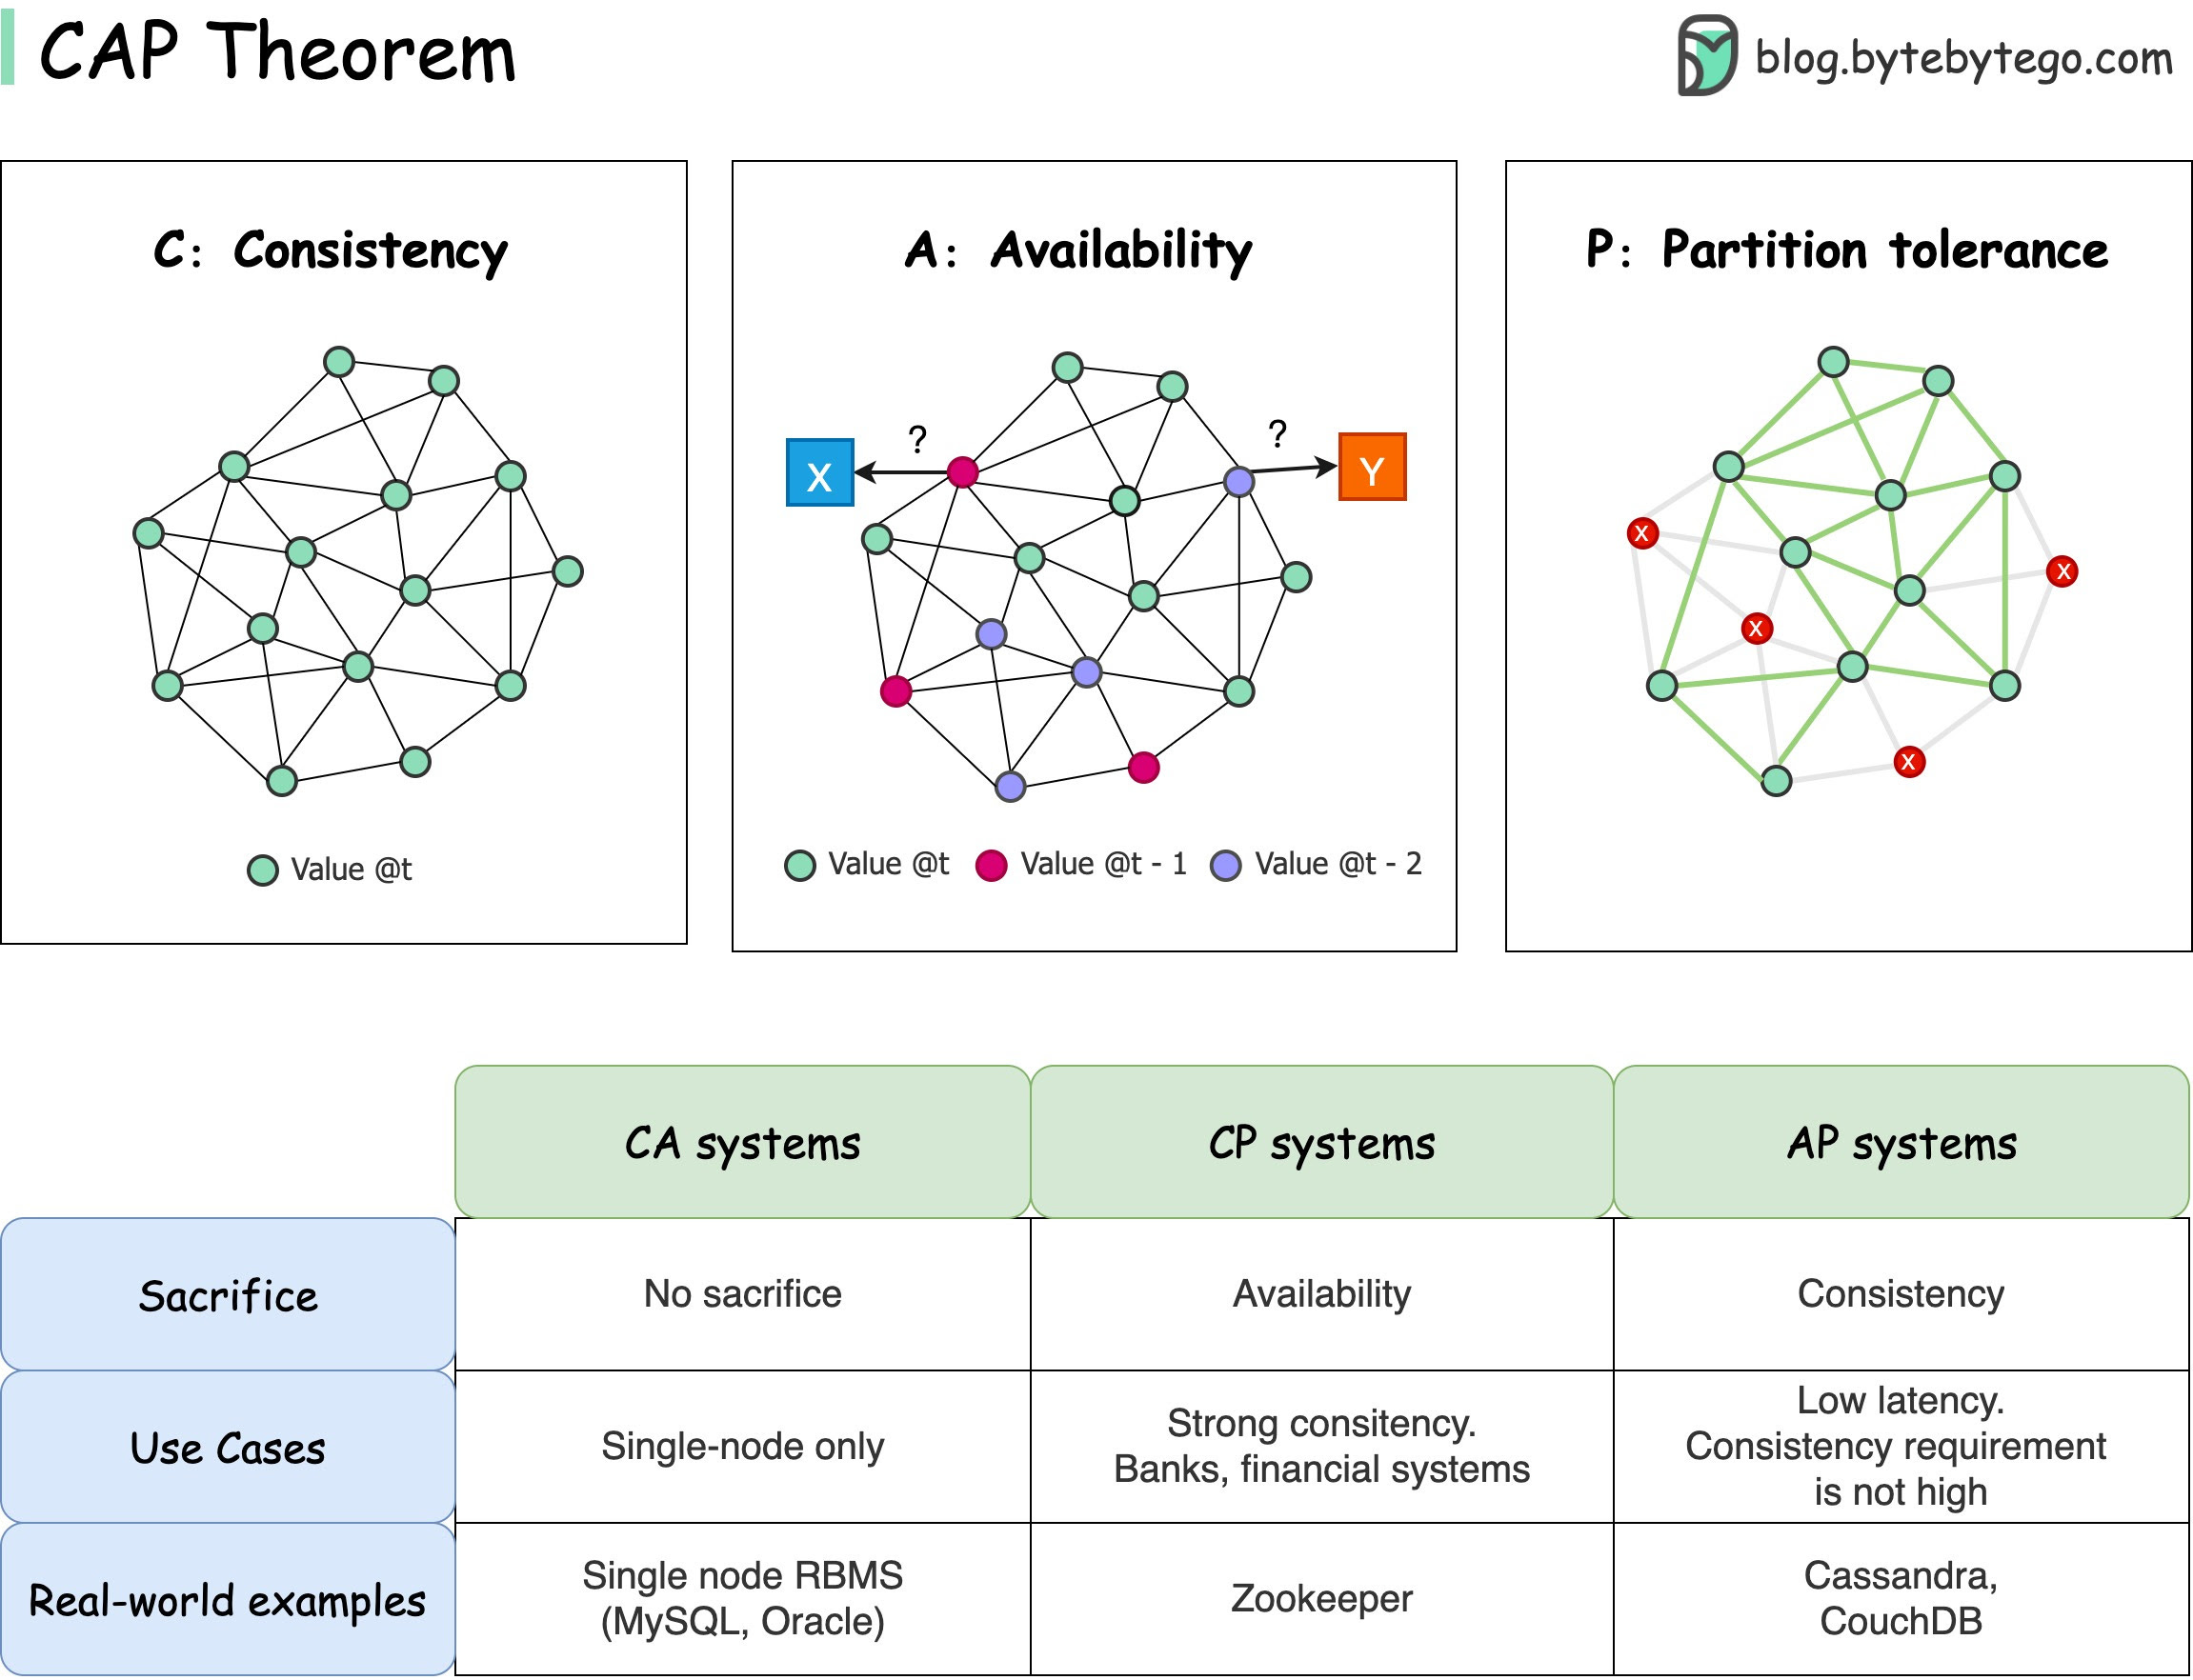 CAP Theorem
blog.bytebytego.com
C: Consistency
A: Availability
P: Partition tolerance
?
?
X
Y
X
X
X
X
Value @t
Value @t
Value @t - 1
Value @t - 2
CA systems
CP systems
AP systems
Sacrifice
No sacrifice
Availability
Consistency
Use Cases
Single-node only
Strong consitency.
Banks, financial systems
Low latency.
Consistency requirement
is not high
Real-world examples
Single node RBMS
(MySQL, Oracle)
Zookeeper
Cassandra,
CouchDB